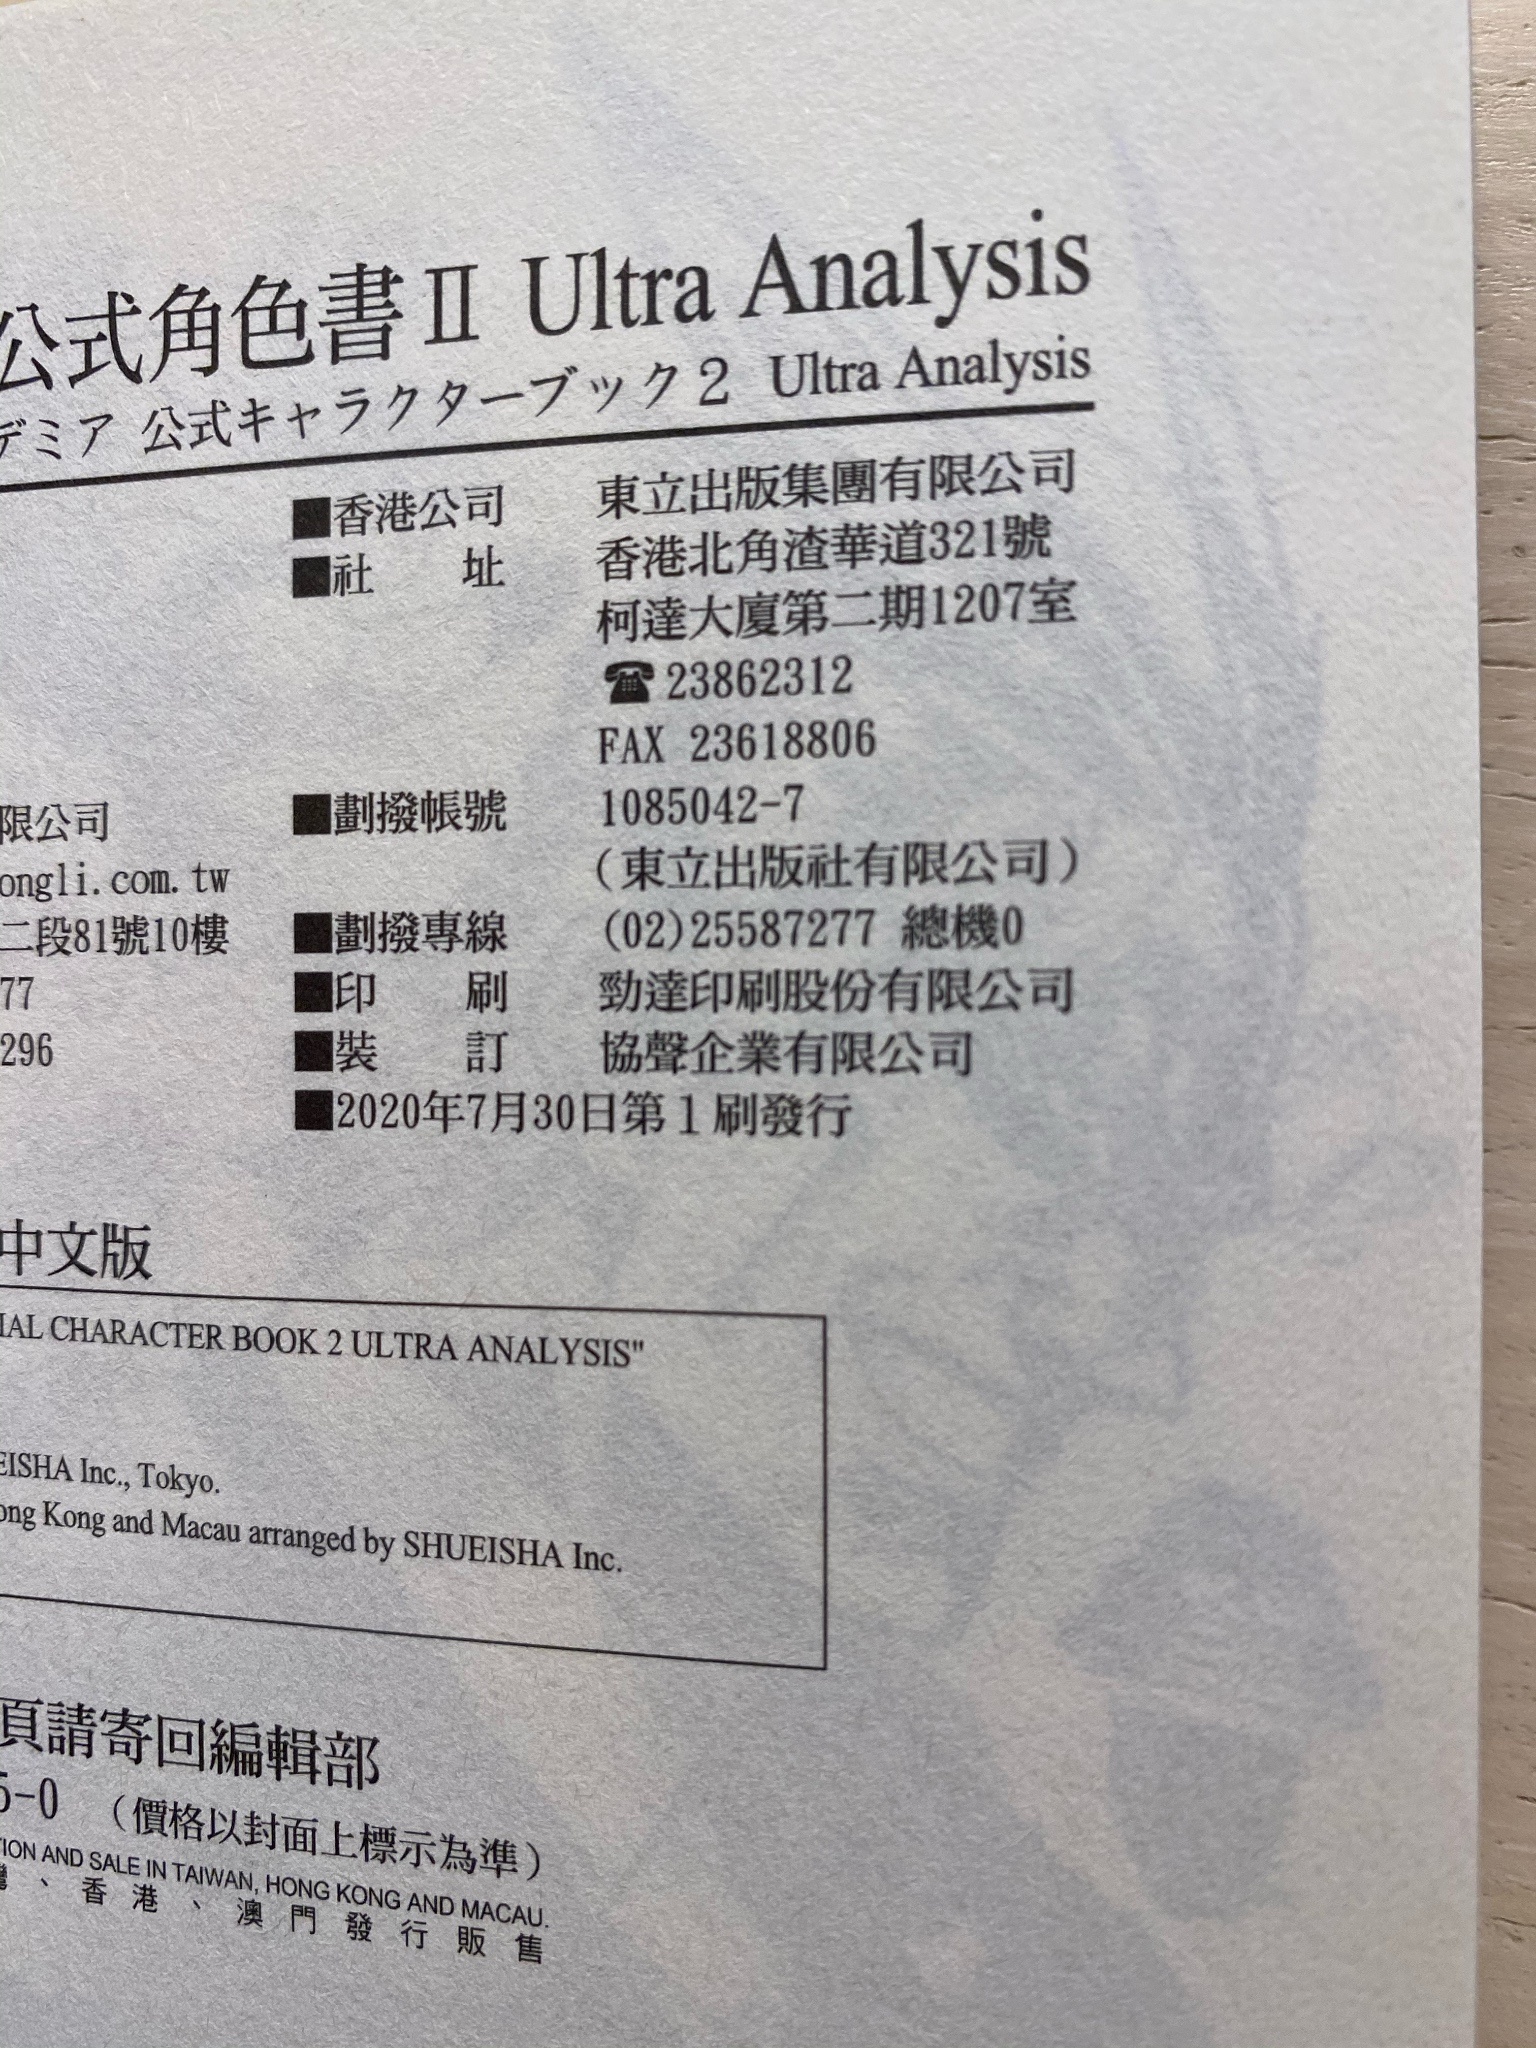 公式角色書Ⅱ Ultra Analysis
デミア 公式キャラクターブック2 Ultra Analysis
■香港公司 東立出版集團有限公司
■社 址 香港北角渣華道321號
柯達大廈第二期1207室
☎23862312
FAX 23618806
限公司 ■劃撥帳號 1085042-7
ongli.com.tw (東立出版社有限公司)
二段81號10樓 ■劃撥專線 (02)25587277 總機0
77 ■印 刷 勁達印刷股份有限公司
296 ■裝 訂 協聲企業有限公司
■2020年7月30日第1刷發行
中文版
IAL CHARACTER BOOK 2 ULTRA ANALYSIS"
EISHA Inc., Tokyo.
ong Kong and Macau arranged by SHUEISHA Inc.
頁請寄回編輯部
5-0 (價格以封面上標示為準)
TION AND SALE IN TAIWAN, HONG KONG AND MACAU.
灣、香港、澳門發行販售